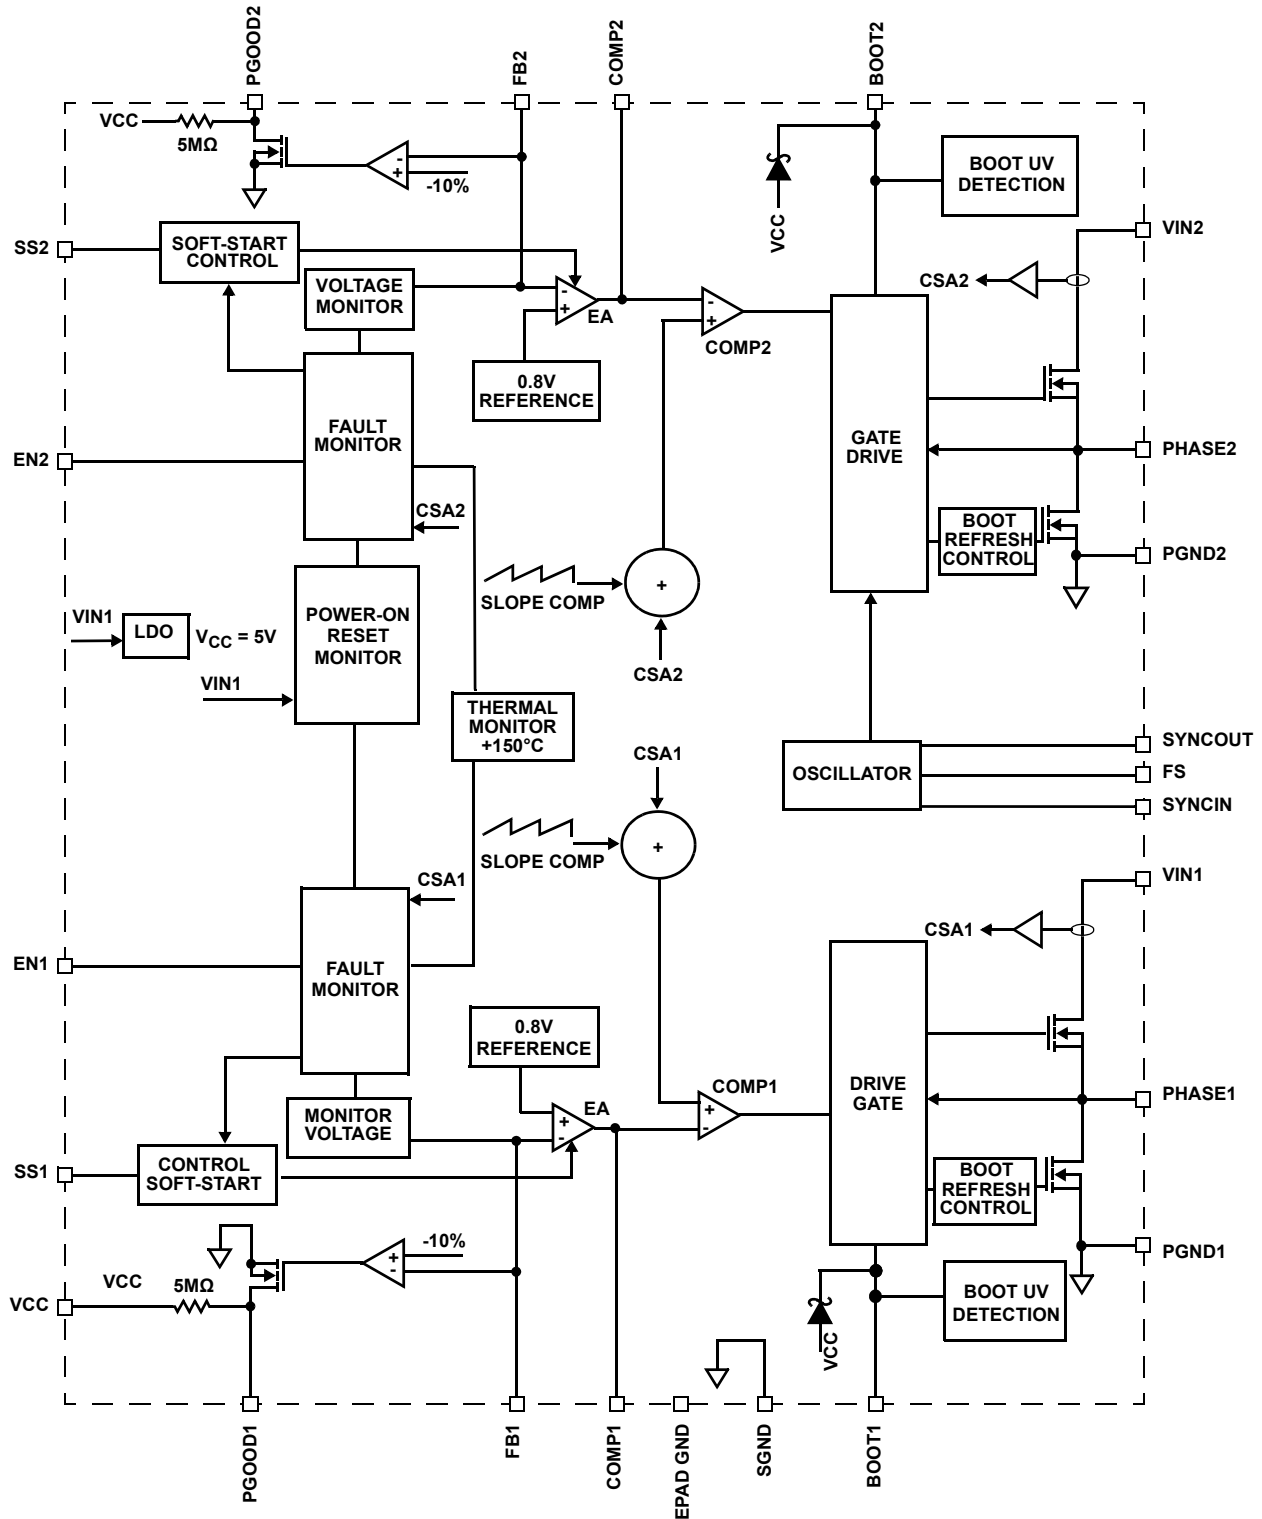 PGOOD2
FB2
COMP2
BOOT2
VCC
5MΩ
-
+
-10%
VCC
BOOT UV
DETECTION
SS2
SOFT-START
CONTROL
VOLTAGE
MONITOR
-
+
EA
-
+
COMP2
CSA2
VIN2
0.8V
REFERENCE
FAULT
MONITOR
GATE
DRIVE
EN2
PHASE2
CSA2
BOOT
REFRESH
CONTROL
PGND2
SLOPE COMP
+
CSA2
VIN1
LDO
VCC = 5V
POWER-ON
RESET
MONITOR
VIN1
THERMAL
MONITOR
+150°C
CSA1
OSCILLATOR
SYNCOUT
FS
SYNCIN
SLOPE COMP
+
CSA1
VIN1
CSA1
EN1
FAULT
MONITOR
0.8V
REFERENCE
COMP1
+
-
DRIVE
GATE
PHASE1
MONITOR
VOLTAGE
EA
+
-
SS1
CONTROL
SOFT-START
BOOT
REFRESH
CONTROL
PGND1
-10%
+
-
VCC
5MΩ
VCC
VCC
BOOT UV
DETECTION
PGOOD1
FB1
COMP1
EPAD GND
SGND
BOOT1